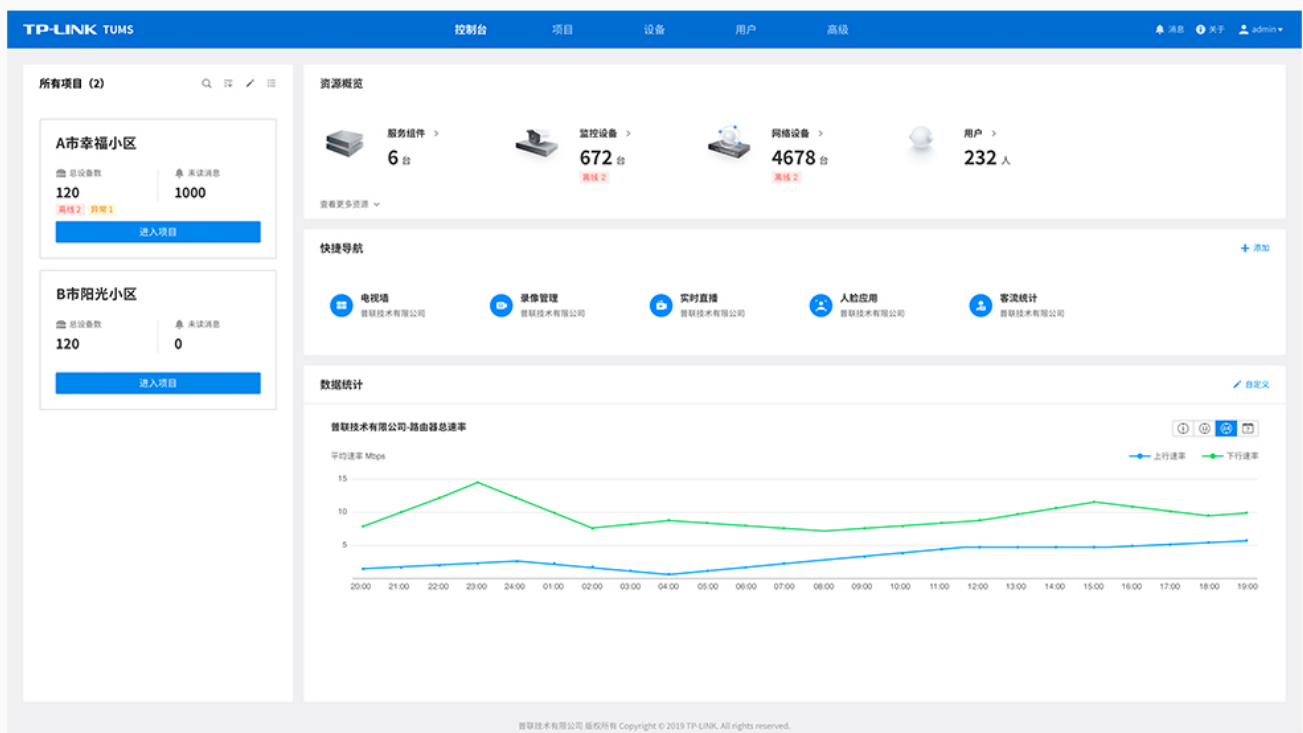 TP-LINK TUMS
控制台 项目 设备 用户 高级
消息 关于 admin
所有项目（2）
A市幸福小区
总设备数 未读消息
120 1000
离线 2 异常 1
进入项目
B市阳光小区
总设备数 未读消息
120 0
进入项目
资源概览
服务组件 >
6 台
监控设备 >
672 台
离线 2
网络设备 >
4678 台
离线 2
用户 >
232 人
查看更多资源
快捷导航
添加
电视墙
普联技术有限公司
录像管理
普联技术有限公司
实时直播
普联技术有限公司
人脸应用
普联技术有限公司
客流统计
普联技术有限公司
数据统计
自定义
普联技术有限公司-路由器总速率
平均速率 Mbps
上行速率 下行速率
15
10
5
20:00 21:00 22:00 23:00 24:00 01:00 02:00 03:00 04:00 05:00 06:00 07:00 08:00 09:00 10:00 11:00 12:00 13:00 14:00 15:00 16:00 17:00 18:00 19:00
普联技术有限公司 版权所有 Copyright © 2019 TP-LINK. All rights reserved.